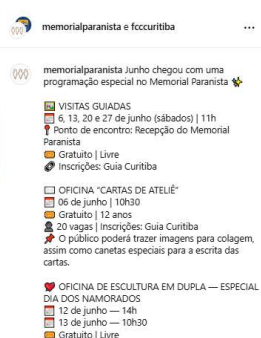 memorialparanista e fcccuritiba
memorialparanista Junho chegou com uma
programação especial no Memorial Paranista
VISITAS GUIADAS
6, 13, 20 e 27 de junho (sábados) | 11h
Ponto de encontro: Recepção do Memorial
Paranista
Gratuito | Livre
Inscrições: Guia Curitiba
OFICINA "CARTAS DE ATELIÊ"
06 de junho | 10h30
Gratuito | 12 anos
20 vagas | Inscrições: Guia Curitiba
O público poderá trazer imagens para colagem,
assim como canetas especiais para a escrita das
cartas.
OFICINA DE ESCULTURA EM DUPLA — ESPECIAL
DIA DOS NAMORADOS
12 de junho — 14h
13 de junho — 10h30
Gratuito | Livre